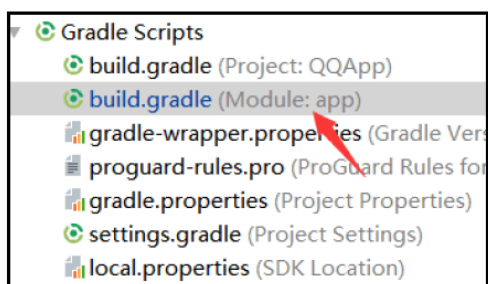 Gradle Scripts
build.gradle (Project: QQApp)
build.gradle (Module: app)
gradle-wrapper.properties (Gradle Vers
proguard-rules.pro (ProGuard Rules for
gradle.properties (Project Properties)
settings.gradle (Project Settings)
local.properties (SDK Location)